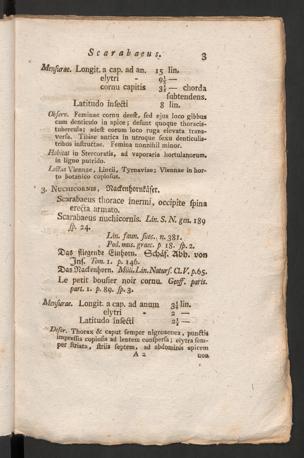 Scarabaeus. 3
Mensurae. Longit. a cap. ad an. 15 lin.
elytri - 9½ —
cornu capitis 3½ — chorda
subtendens.
Latitudo insecti 8 lin.
Observ. Feminae cornu deest, sed ejus loco gibbus
cum denticulo in apice; desunt quoque thoracis
tubercula; adest eorum loco ruga elevata trans-
versa. Tibiae anticae in utroque sexu denticula-
tribus instructae. Femina nonnihil minor.
Habitat in Stercoratis, ad vaporaria hortulanorum,
in ligno putrido.
Lectus Viennae, Lincii, Tyrnaviae; Viennae in hor-
to botanico copiosus.
3. NUCHICORNIS, Nackenhornkäfer.
Scarabaeus thorace inermi, occipite spina
erecta armato.
Scarabaeus nuchicornis. Lin. S. N. gen. 189
sp. 24.
Lin. faun. suec. n. 381.
Pod. mus. graec. p 18. sp. 2.
Das fliegende Einhorn. Schäf. Abh. von
Ins. Tom. 1. p. 146.
Das Nackenhorn. Müll. Lin. Naturs. Cl. V. p. 65.
Le petit bousier noir cornu. Geoff. paris.
part. 1. p. 89. sp. 3.
Mensurae. Longit. a cap. ad anum 3½ lin.
elytri - 2 —
Latitudo insecti 2½ —
Descr. Thorax & caput semper nigroaenea, punctis
impressis copiosis ad lentem conspersa; elytra sem-
per striata, striis septem, ad abdominis apicem
A 2 non